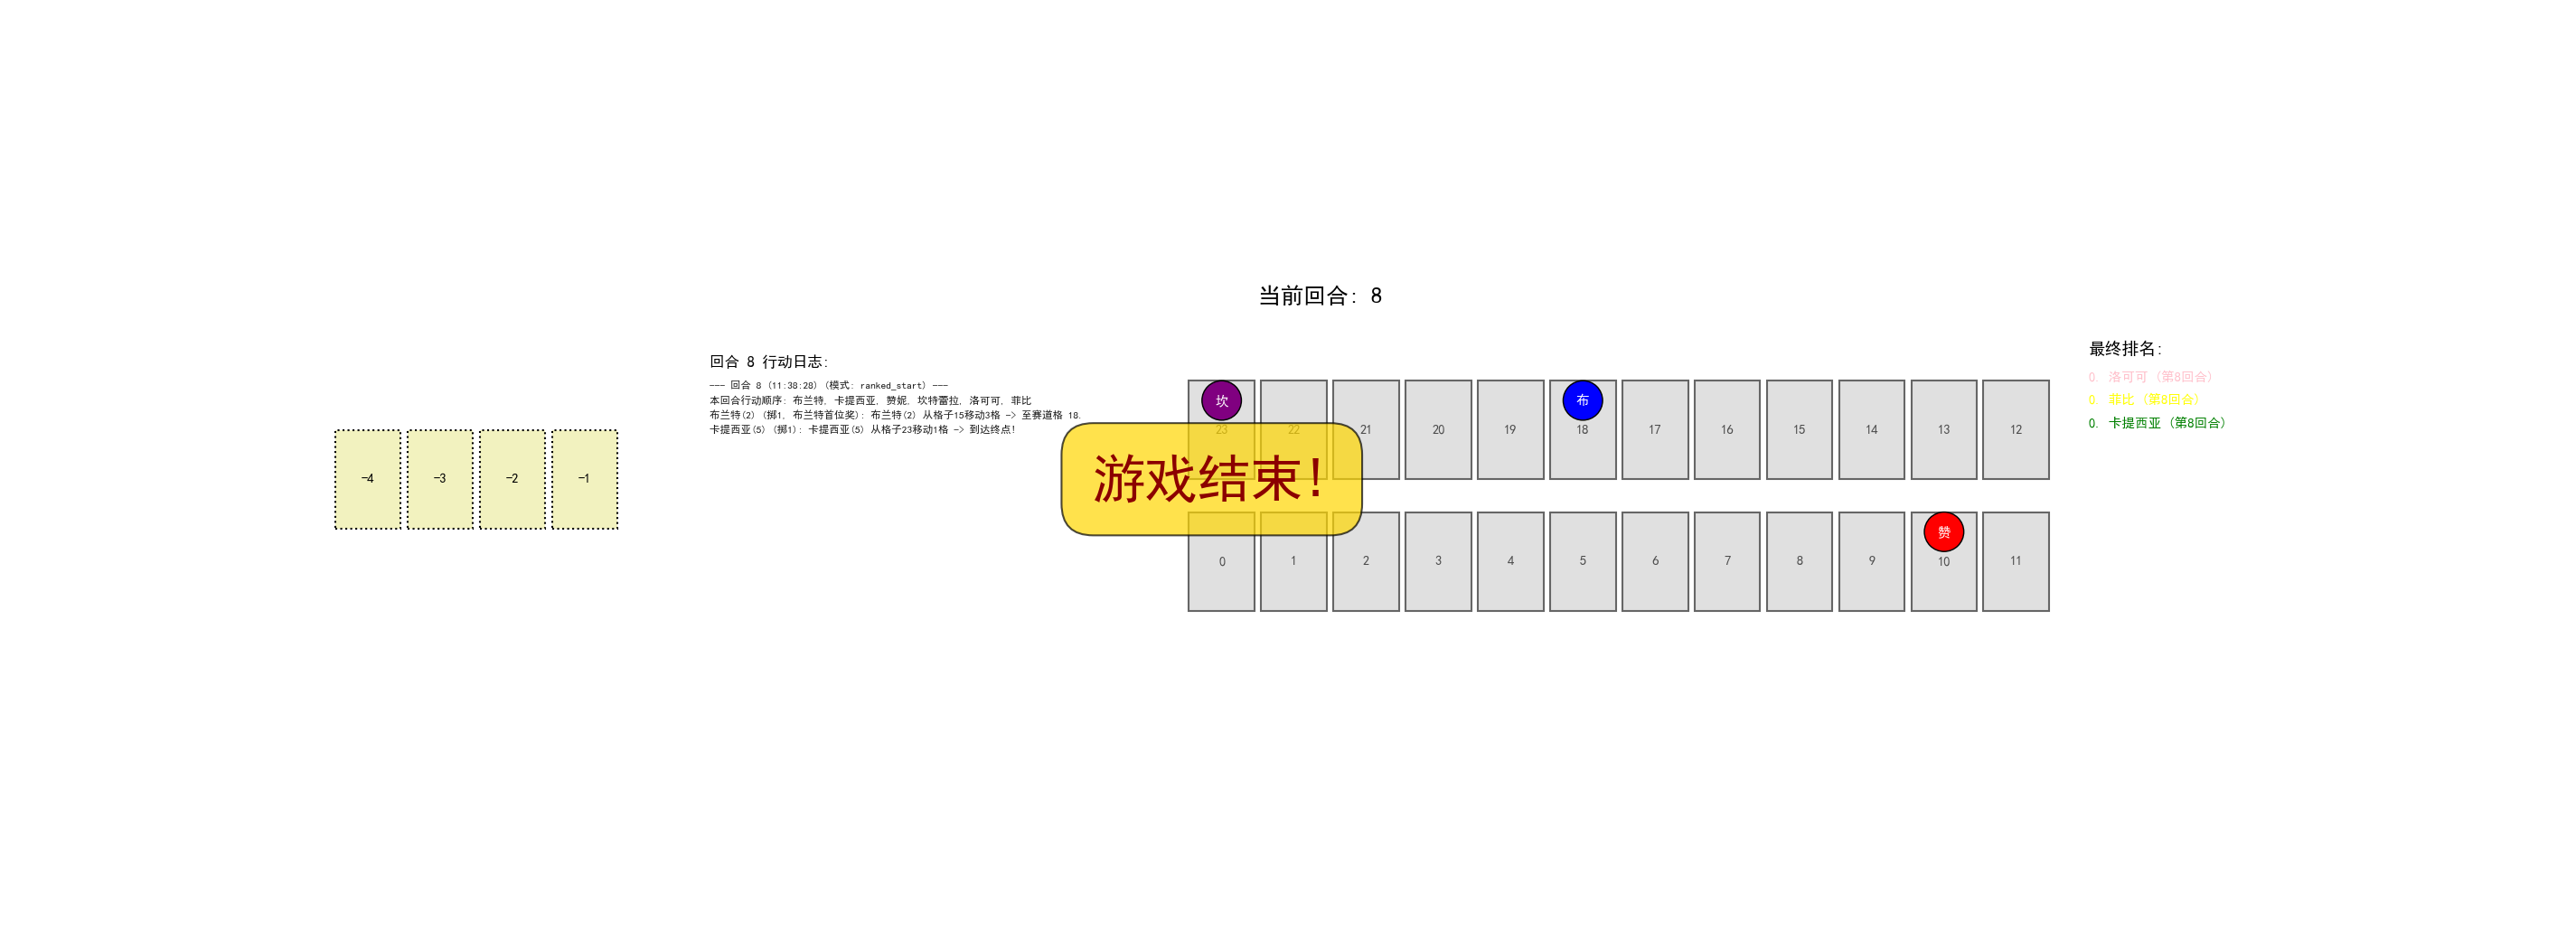 当前回合: 8
回合 8 行动日志:
--- 回合 8 (11:38:28) (模式: ranked_start) ---
本回合行动顺序: 布兰特, 卡提西亚, 赞妮, 坎特蕾拉, 洛可可, 菲比
布兰特(2) (掷1, 布兰特首位奖): 布兰特(2) 从格子15移动3格 -> 至赛道格 18.
卡提西亚(5) (掷1): 卡提西亚(5) 从格子23移动1格 -> 到达终点!
最终排名:
0. 洛可可 (第8回合)
0. 菲比 (第8回合)
0. 卡提西亚 (第8回合)
坎 布
23 22 21 20 19 18 17 16 15 14 13 12
游戏结束!
-4 -3 -2 -1
赞
0 1 2 3 4 5 6 7 8 9 10 11